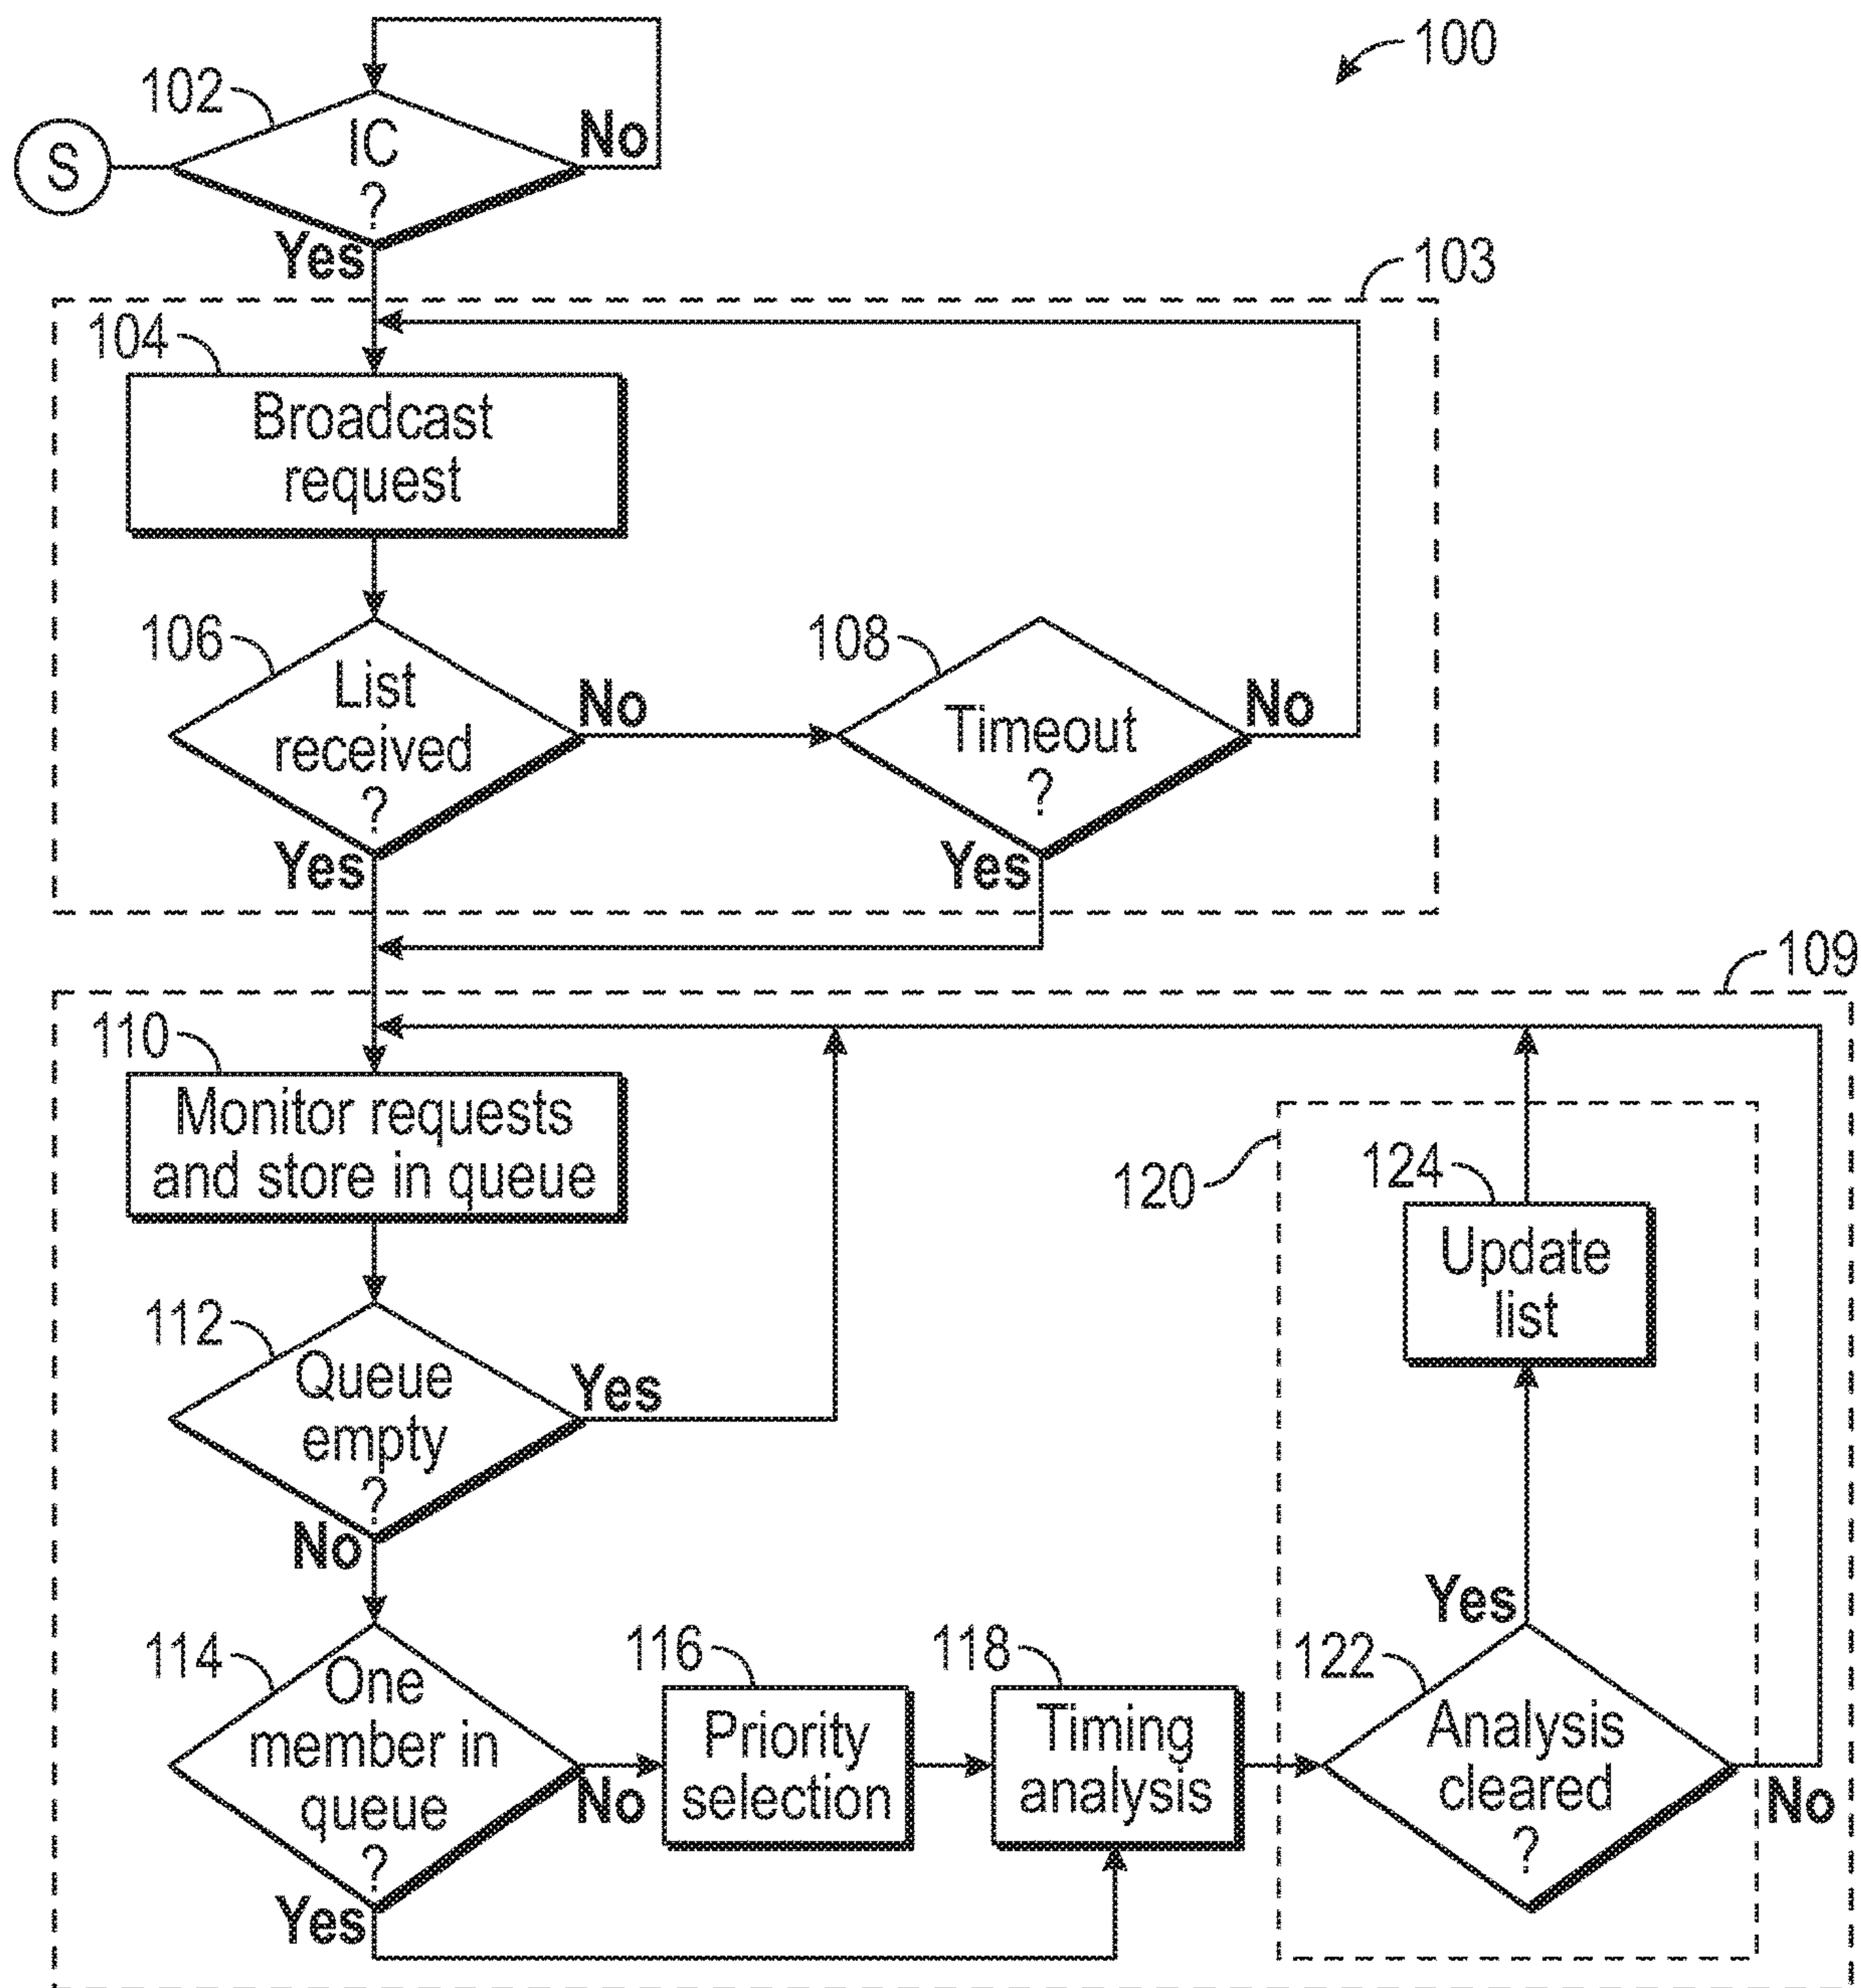 100
102
S
IC
?
No
Yes
103
104
Broadcast
request
106
List
received
?
No
Yes
108
Timeout
?
No
Yes
109
110
Monitor requests
and store in queue
112
Queue
empty
?
Yes
No
114
One
member in
queue
?
No
Yes
116
Priority
selection
118
Timing
analysis
120
124
Update
list
Yes
122
Analysis
cleared
?
No